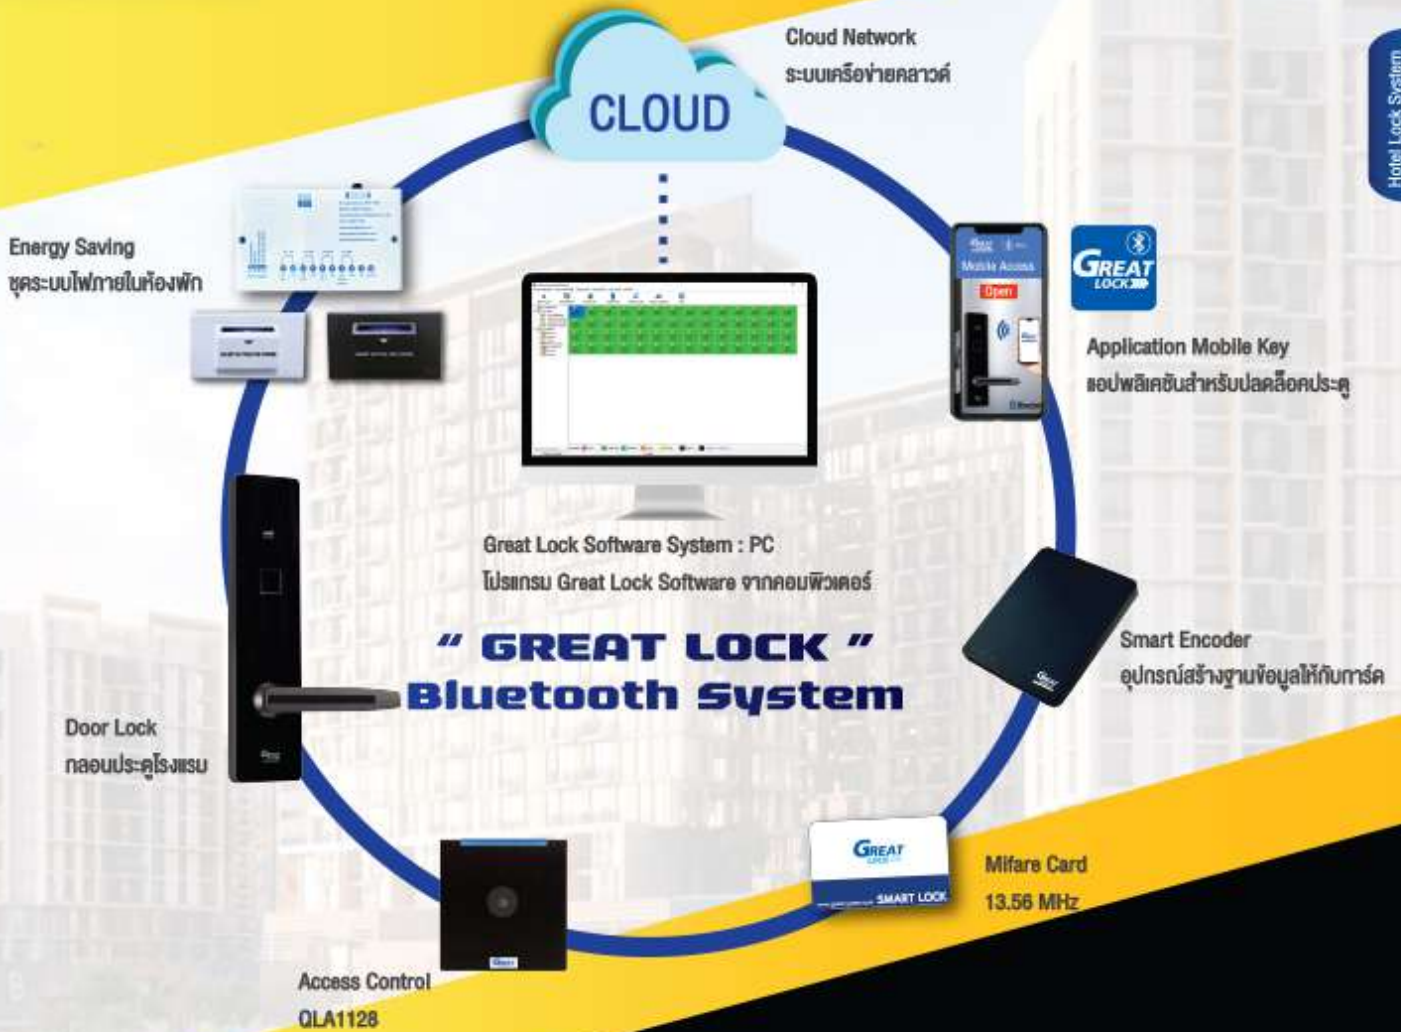 Cloud Network
ระบบเครือข่ายคลาวด์
CLOUD
Hotel Lock System
Energy Saving
ชุดระบบไฟภายในห้องพัก
GREAT
LOCK
Mobile Access
Open
Application Mobile Key
แอปพลิเคชันสำหรับปลดล็อคประตู
Great Lock Software System : PC
โปรแกรม Great Lock Software จากคอมพิวเตอร์
" GREAT LOCK "
Bluetooth System
Smart Encoder
อุปกรณ์สร้างฐานข้อมูลให้กับการ์ด
GREAT
Door Lock
กลอนประตูโรงแรม
GREAT
GREAT
LOCK
SMART LOCK
Mifare Card
13.56 MHz
GREAT
Access Control
QLA1128